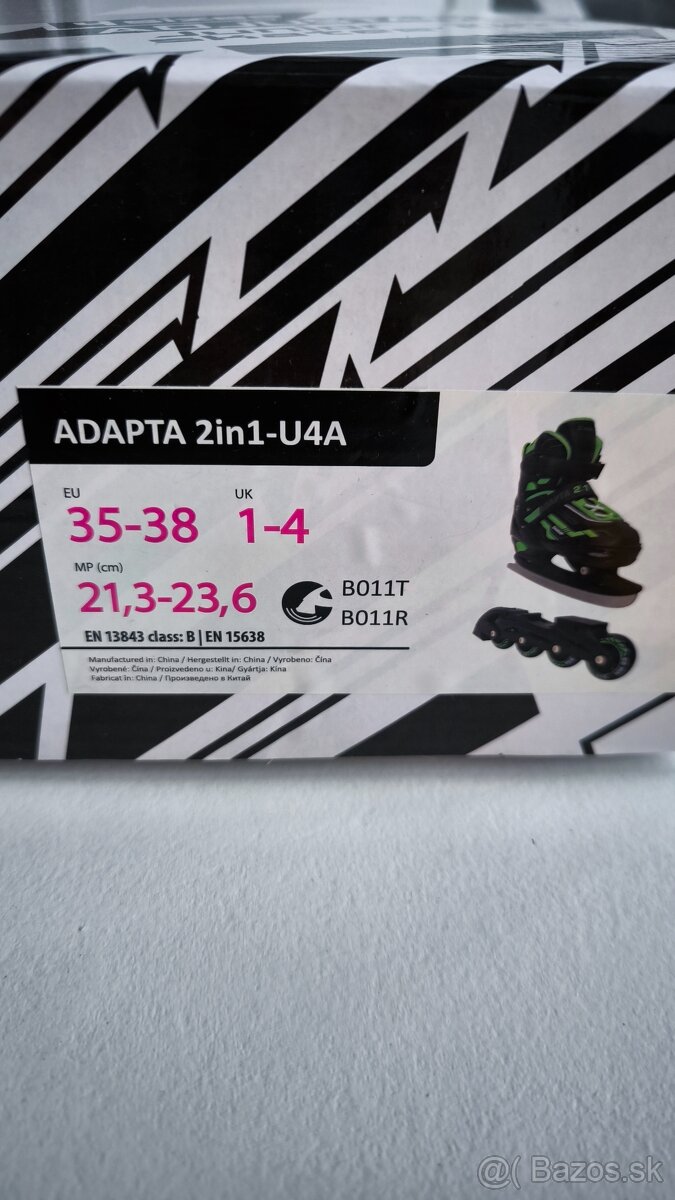 ADAPTA 2in1-U4A
EU UK
35-38 1-4
MP (cm)
21,3-23,6
B011T
B011R
EN 13843 class: B | EN 15638
Manufactured in: China / Hergestellt in: China / Vyrobeno: Čína
Vyrobené: Čína / Proizvedeno u: Kina/ Gyártja: Kína
Fabricat în: China / Произведено в Китай
@( Bazos.sk